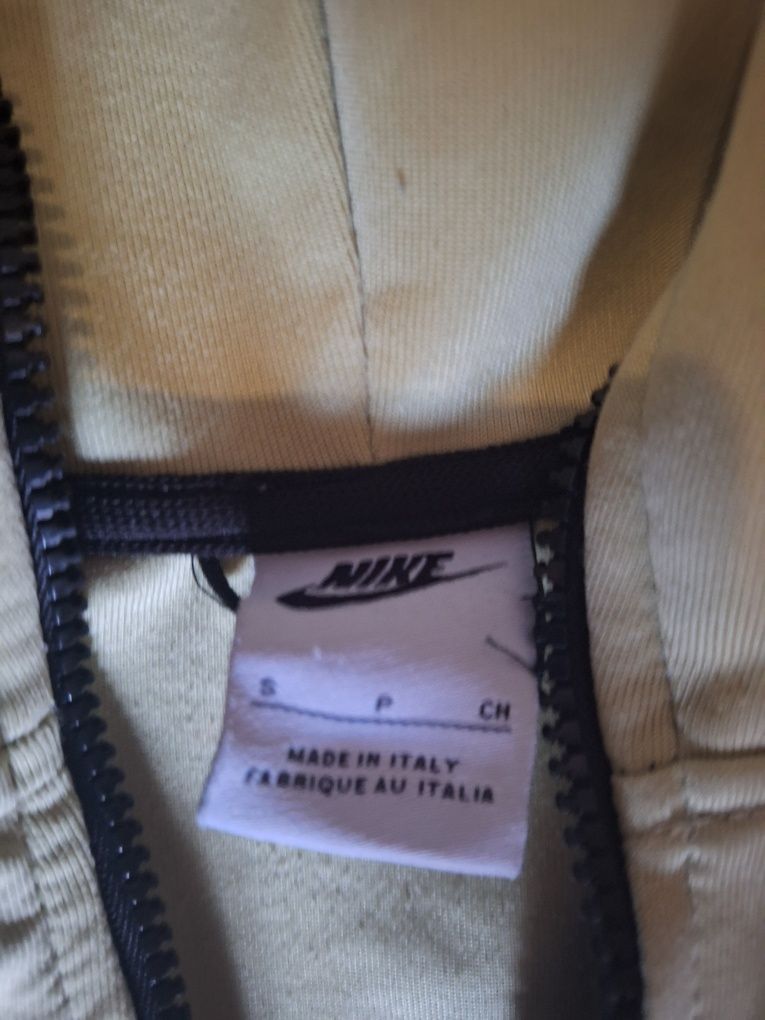 NIKE
S P CH
MADE IN ITALY
FABRIQUE AU ITALIA